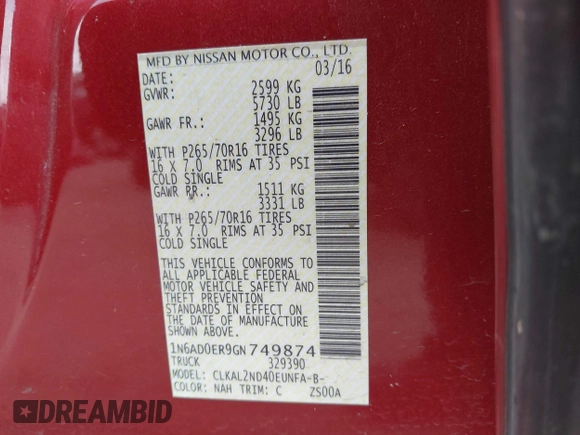 MFD BY NISSAN MOTOR CO., LTD.
DATE: 03/16
GVWR: 2599 KG
5730 LB
GAWR FR.: 1495 KG
3296 LB
WITH P265/70R16 TIRES
16 X 7.0 RIMS AT 35 PSI
COLD SINGLE
GAWR RR.: 1511 KG
3331 LB
WITH P265/70R16 TIRES
16 X 7.0 RIMS AT 35 PSI
COLD SINGLE
THIS VEHICLE CONFORMS TO
ALL APPLICABLE FEDERAL
MOTOR VEHICLE SAFETY AND
THEFT PREVENTION
STANDARDS IN EFFECT ON
THE DATE OF MANUFACTURE
SHOWN ABOVE.
1N6AD0ER9GN749874
TRUCK 329390
MODEL: CLKAL2ND40EUNFA-B-
COLOR: NAH TRIM: C ZS00A
DREAMBID